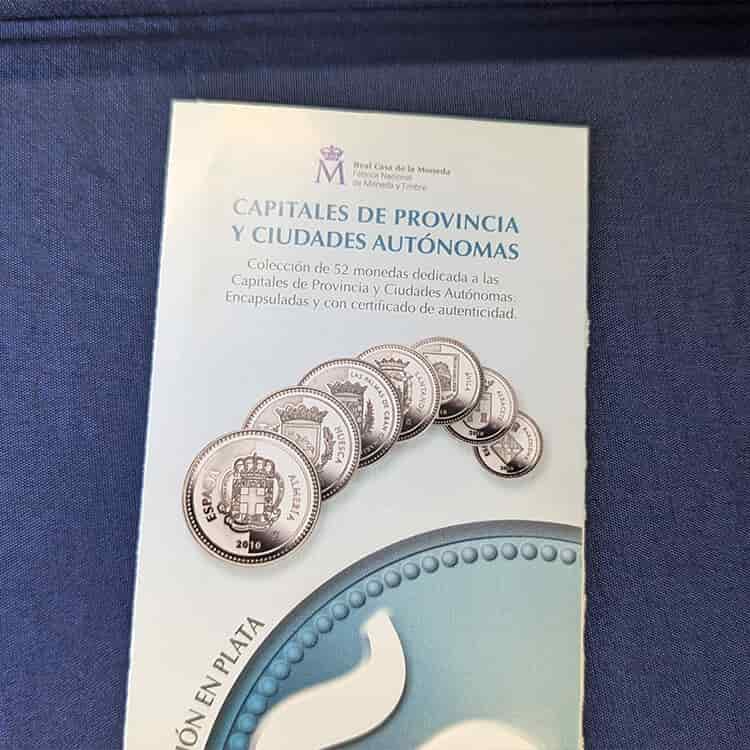 Real Casa de la Moneda
Fábrica Nacional
de Moneda y Timbre
M
CAPITALES DE PROVINCIA
Y CIUDADES AUTÓNOMAS
Colección de 52 monedas dedicada a las
Capitales de Provincia y Ciudades Autónomas.
Encapsuladas y con certificado de autenticidad.
ESPAÑA ALMERÍA
2010
HUESCA
LAS PALMAS DE GRAN
ÁVILA
2010
IÓN EN PLATA